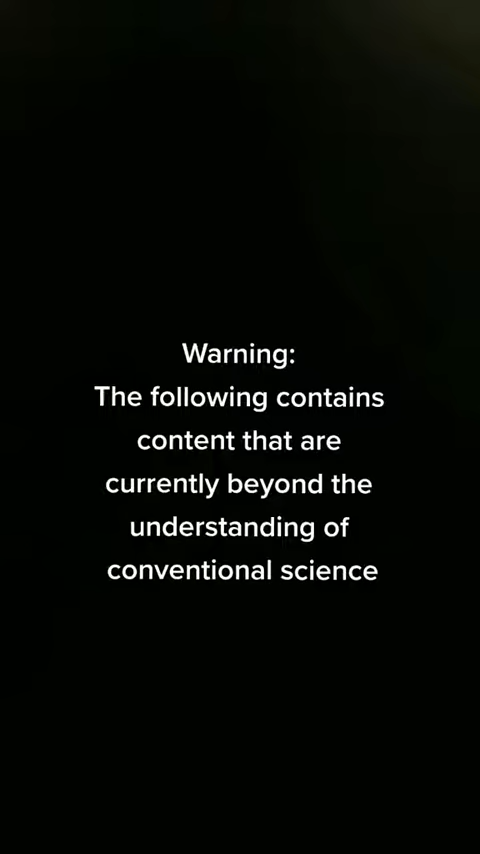 Warning:
The following contains
content that are
currently beyond the
understanding of
conventional science